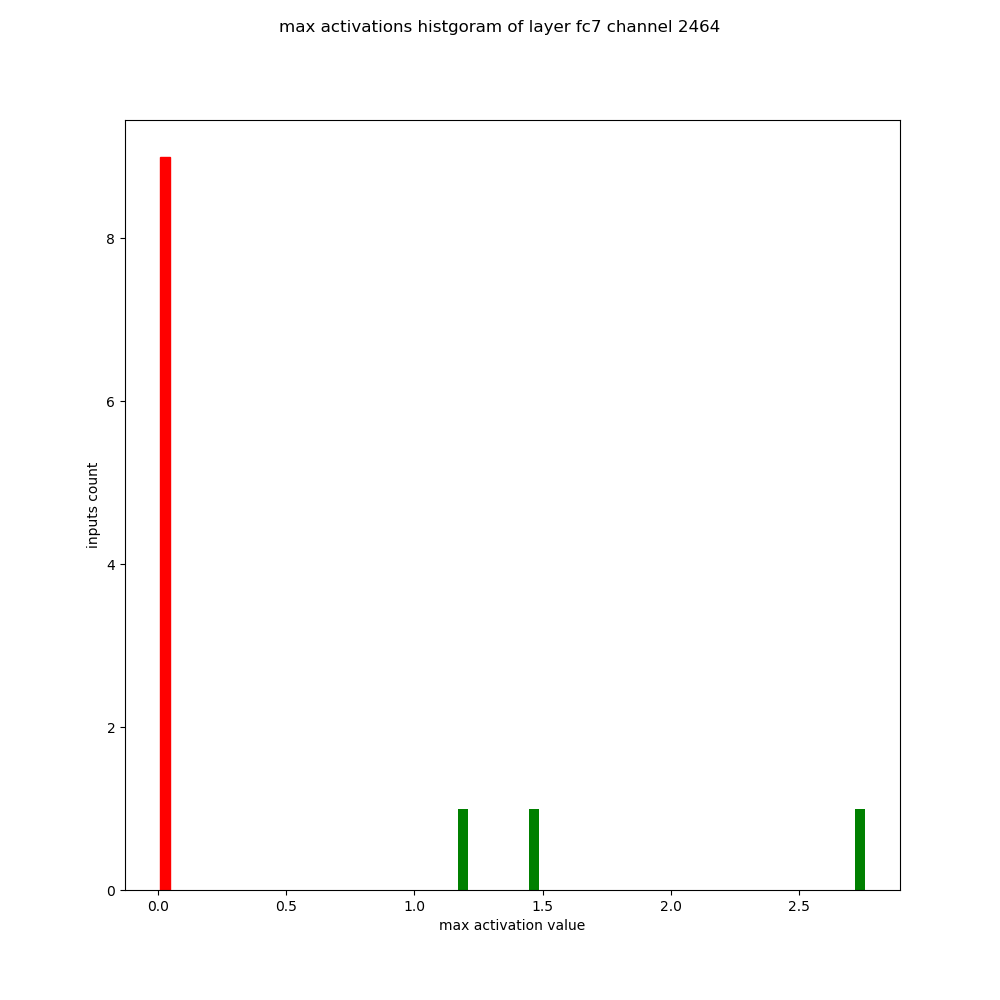 max activations histgoram of layer fc7 channel 2464
8
6
4
2
0
inputs count
0.0 0.5 1.0 1.5 2.0 2.5
max activation value